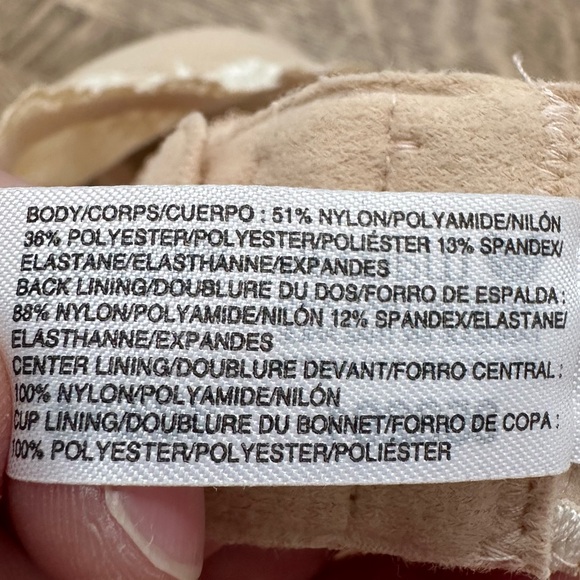 BODY/CORPS/CUERPO : 51% NYLON/POLYAMIDE/NILÓN
36% POLYESTER/POLYESTER/POLIÉSTER 13% SPANDEX/
ELASTANE/ELASTHANNE/EXPANDES
BACK LINING/DOUBLURE DU DOS/FORRO DE ESPALDA :
88% NYLON/POLYAMIDE/NILÓN 12% SPANDEX/ELASTANE/
ELASTHANNE/EXPANDES
CENTER LINING/DOUBLURE DEVANT/FORRO CENTRAL :
100% NYLON/POLYAMIDE/NILÓN
CUP LINING/DOUBLURE DU BONNET/FORRO DE COPA :
100% POLYESTER/POLYESTER/POLIÉSTER